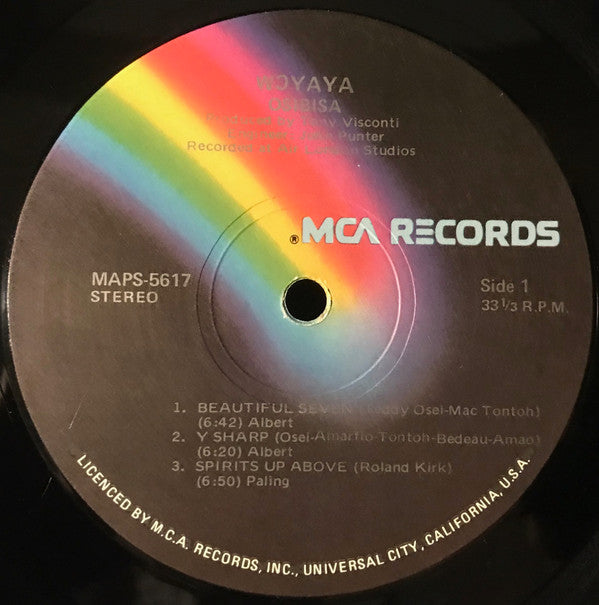 WOYAYA
OSIBISA
Produced by Tony Visconti
Engineer: John Punter
Recorded at Air London Studios
® MCA RECORDS
MAPS-5617
STEREO
Side 1
33⅓ R.P.M.
1. BEAUTIFUL SEVEN (Teddy Osei-Mac Tontoh)
(6:42) Albert
2. Y SHARP (Osei-Amarfio-Tontoh-Bedeau-Amao)
(6:20) Albert
3. SPIRITS UP ABOVE (Roland Kirk)
(6:50) Paling
LICENCED BY M.C.A. RECORDS, INC., UNIVERSAL CITY, CALIFORNIA, U.S.A.